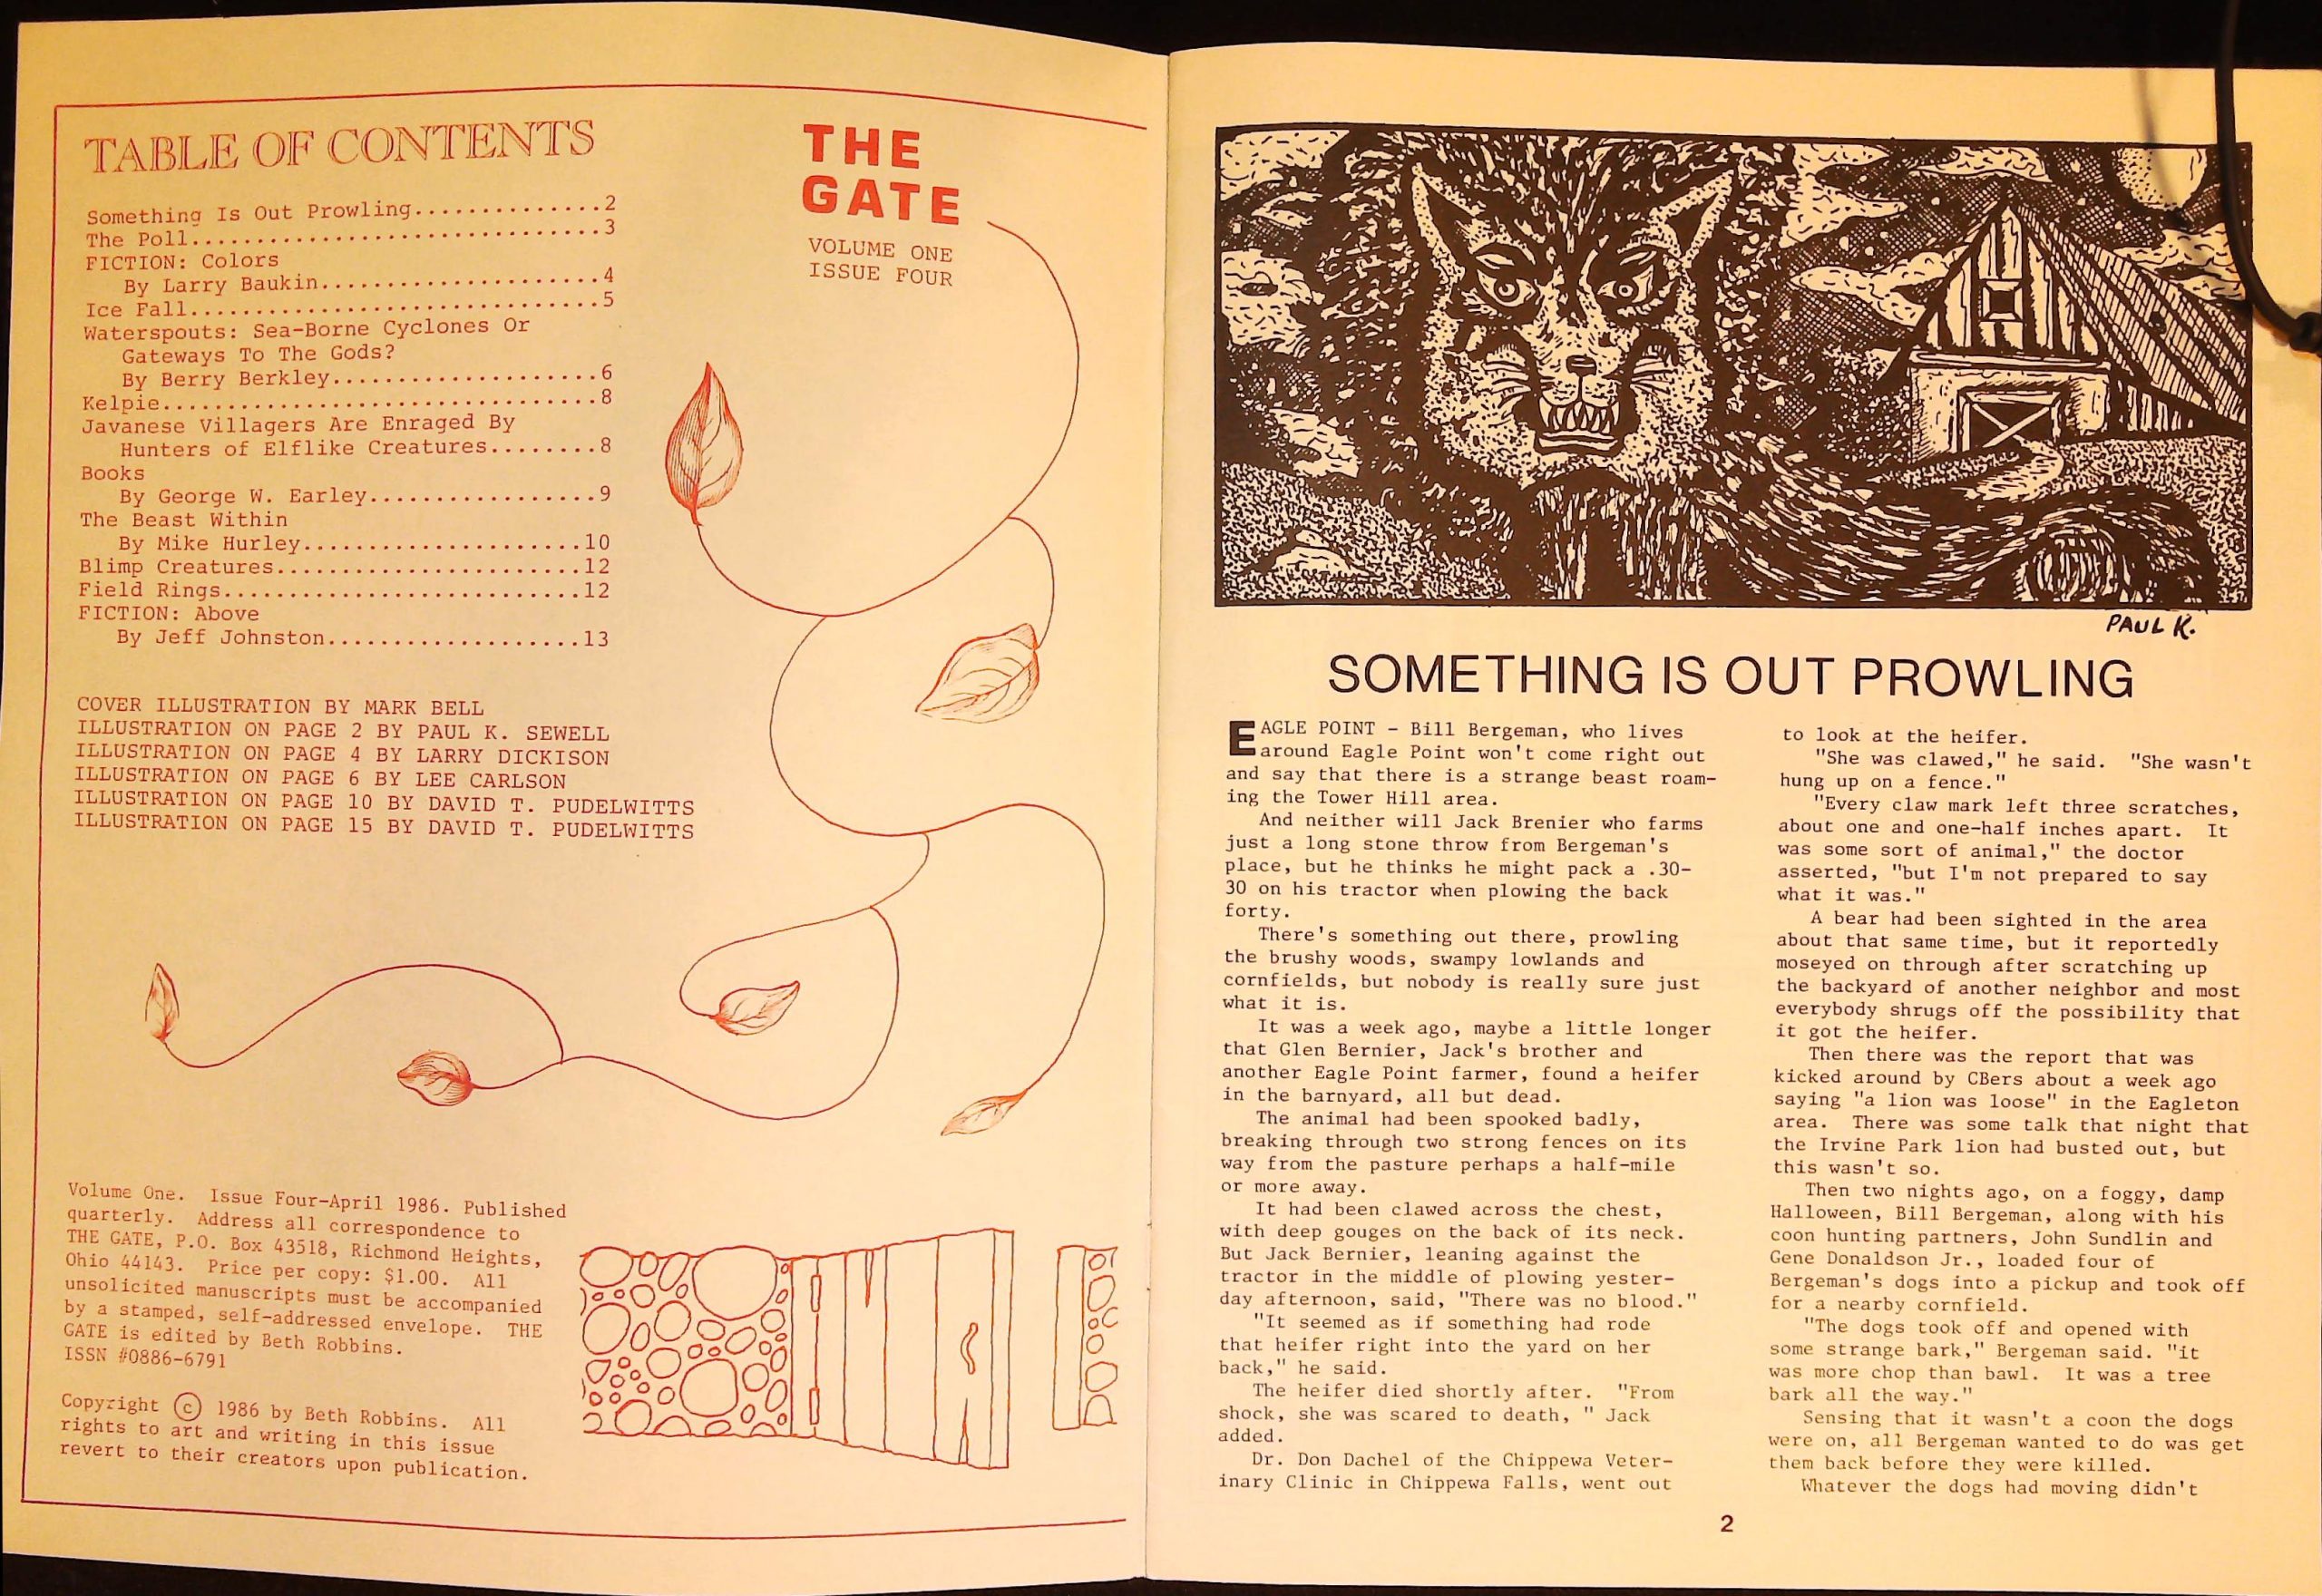 TABLE OF CONTENTS
Something Is Out Prowling..............2
The Poll...............................3
FICTION: Colors
By Larry Baukin.....................4
Ice Fall...............................5
Waterspouts: Sea-Borne Cyclones Or
Gateways To The Gods?
By Berry Berkley....................6
Kelpie.................................8
Javanese Villagers Are Enraged By
Hunters of Elflike Creatures........8
Books
By George W. Earley.................9
The Beast Within
By Mike Hurley.....................10
Blimp Creatures.......................12
Field Rings...........................12
FICTION: Above
By Jeff Johnston...................13
COVER ILLUSTRATION BY MARK BELL
ILLUSTRATION ON PAGE 2 BY PAUL K. SEWELL
ILLUSTRATION ON PAGE 4 BY LARRY DICKISON
ILLUSTRATION ON PAGE 6 BY LEE CARLSON
ILLUSTRATION ON PAGE 10 BY DAVID T. PUDELWITTS
ILLUSTRATION ON PAGE 15 BY DAVID T. PUDELWITTS
THE
GATE
VOLUME ONE
ISSUE FOUR
Volume One. Issue Four-April 1986. Published
quarterly. Address all correspondence to
THE GATE, P.O. Box 43518, Richmond Heights,
Ohio 44143. Price per copy: $1.00. All
unsolicited manuscripts must be accompanied
by a stamped, self-addressed envelope. THE
GATE is edited by Beth Robbins.
ISSN #0886-6791
Copyright © 1986 by Beth Robbins. All
rights to art and writing in this issue
revert to their creators upon publication.
PAUL K.
SOMETHING IS OUT PROWLING
EAGLE POINT - Bill Bergeman, who lives
around Eagle Point won't come right out
and say that there is a strange beast roam-
ing the Tower Hill area.
And neither will Jack Brenier who farms
just a long stone throw from Bergeman's
place, but he thinks he might pack a .30-
30 on his tractor when plowing the back
forty.
There's something out there, prowling
the brushy woods, swampy lowlands and
cornfields, but nobody is really sure just
what it is.
It was a week ago, maybe a little longer
that Glen Bernier, Jack's brother and
another Eagle Point farmer, found a heifer
in the barnyard, all but dead.
The animal had been spooked badly,
breaking through two strong fences on its
way from the pasture perhaps a half-mile
or more away.
It had been clawed across the chest,
with deep gouges on the back of its neck.
But Jack Bernier, leaning against the
tractor in the middle of plowing yester-
day afternoon, said, "There was no blood."
"It seemed as if something had rode
that heifer right into the yard on her
back," he said.
The heifer died shortly after. "From
shock, she was scared to death, " Jack
added.
Dr. Don Dachel of the Chippewa Veter-
inary Clinic in Chippewa Falls, went out
to look at the heifer.
"She was clawed," he said. "She wasn't
hung up on a fence."
"Every claw mark left three scratches,
about one and one-half inches apart. It
was some sort of animal," the doctor
asserted, "but I'm not prepared to say
what it was."
A bear had been sighted in the area
about that same time, but it reportedly
moseyed on through after scratching up
the backyard of another neighbor and most
everybody shrugs off the possibility that
it got the heifer.
Then there was the report that was
kicked around by CBers about a week ago
saying "a lion was loose" in the Eagleton
area. There was some talk that night that
the Irvine Park lion had busted out, but
this wasn't so.
Then two nights ago, on a foggy, damp
Halloween, Bill Bergeman, along with his
coon hunting partners, John Sundlin and
Gene Donaldson Jr., loaded four of
Bergeman's dogs into a pickup and took off
for a nearby cornfield.
"The dogs took off and opened with
some strange bark," Bergeman said. "it
was more chop than bawl. It was a tree
bark all the way."
Sensing that it wasn't a coon the dogs
were on, all Bergeman wanted to do was get
them back before they were killed.
Whatever the dogs had moving didn't
2